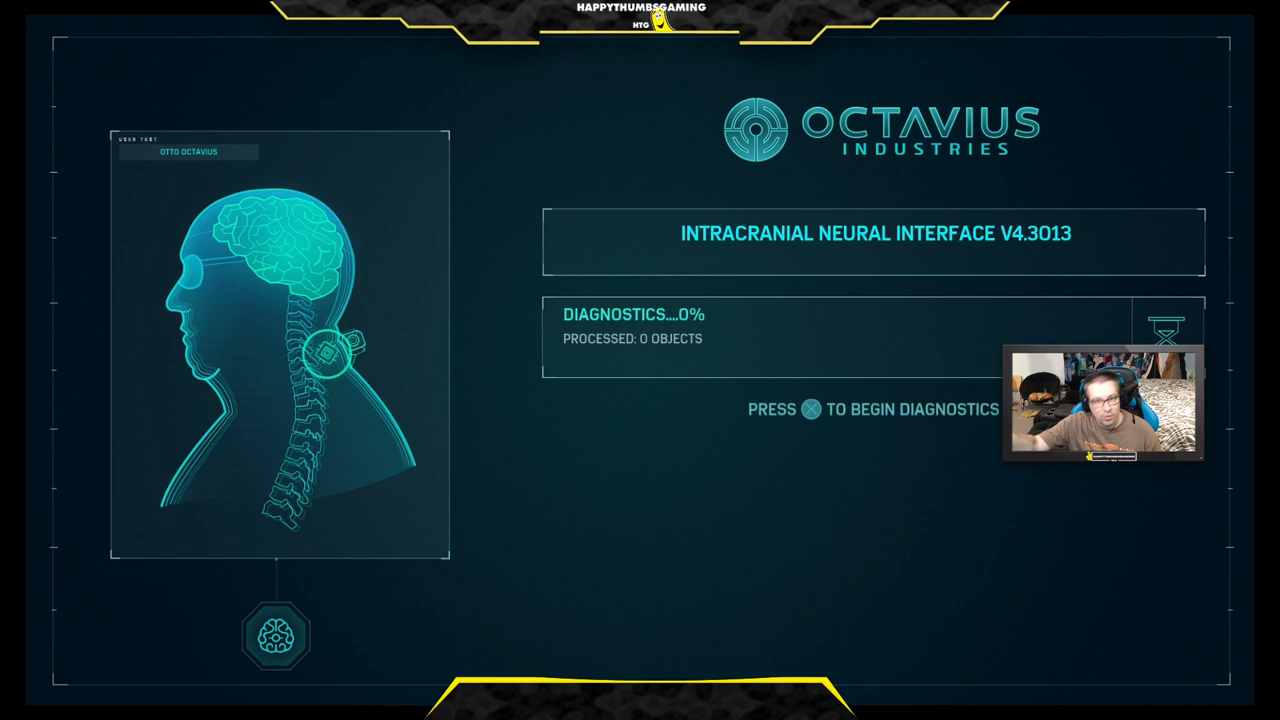 HAPPYTHUMBSGAMING
HTG
USER TEST
OTTO OCTAVIUS
OCTAVIUS
INDUSTRIES
INTRACRANIAL NEURAL INTERFACE V4.3013
DIAGNOSTICS....0%
PROCESSED: 0 OBJECTS
PRESS TO BEGIN DIAGNOSTICS
HAPPYTHUMBSGAMING